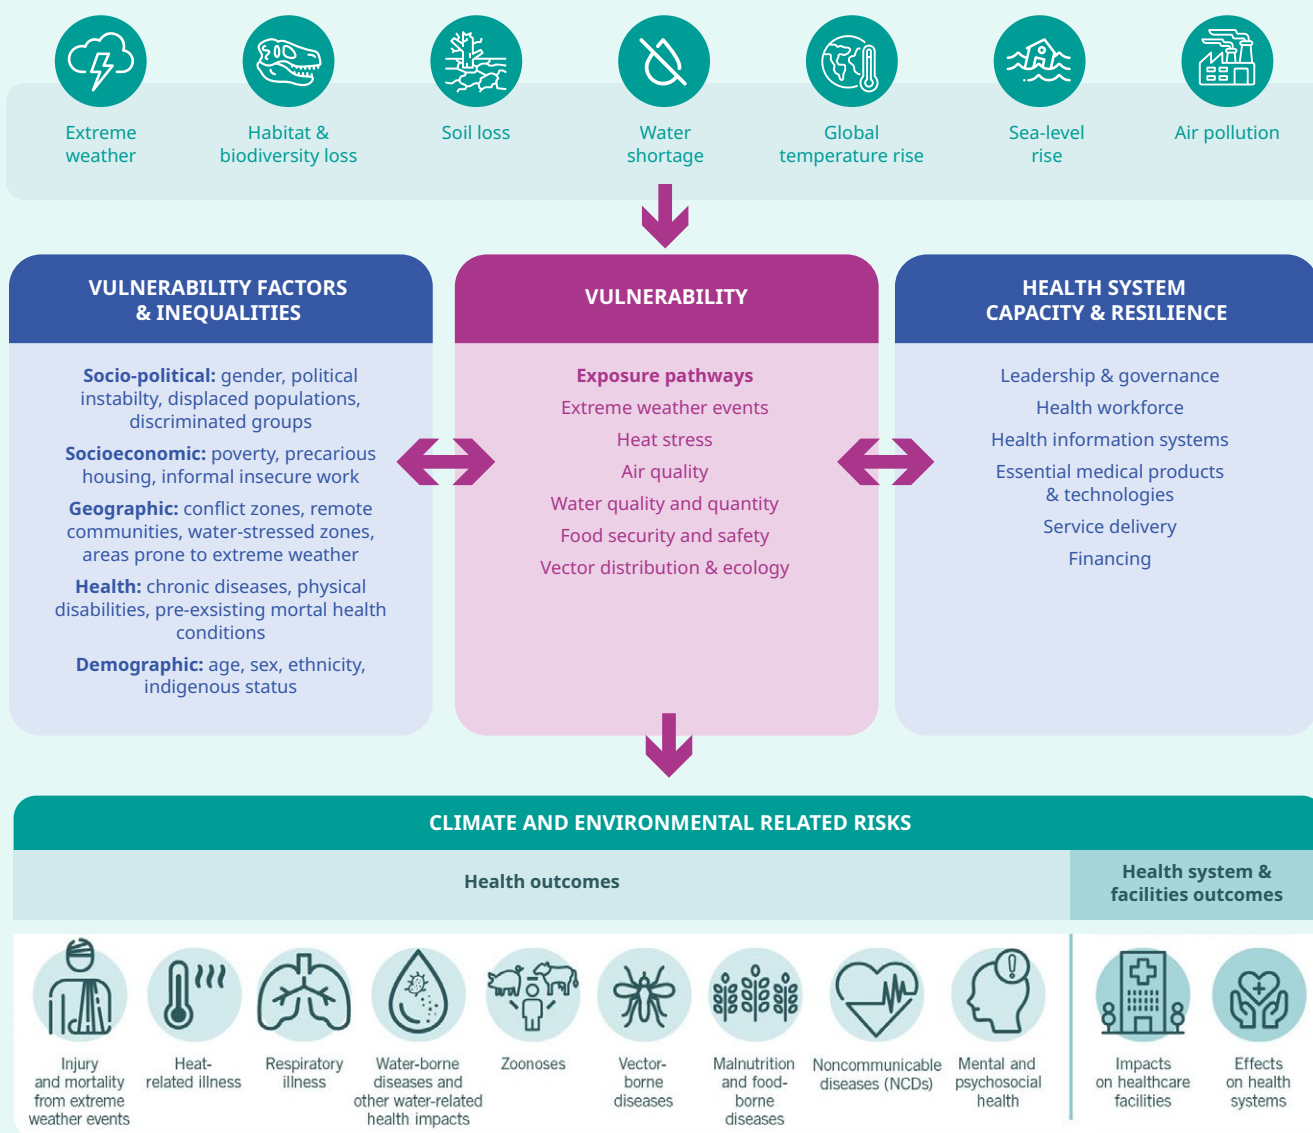 Extreme
weather
Habitat &
biodiversity loss
Soil loss
Water
shortage
Global
temperature rise
Sea-level
rise
Air pollution
VULNERABILITY FACTORS
& INEQUALITIES
Socio-political: gender, political
instabilty, displaced populations,
discriminated groups
Socioeconomic: poverty, precarious
housing, informal insecure work
Geographic: conflict zones, remote
communities, water-stressed zones,
areas prone to extreme weather
Health: chronic diseases, physical
disabilities, pre-exsisting mortal health
conditions
Demographic: age, sex, ethnicity,
indigenous status
VULNERABILITY
Exposure pathways
Extreme weather events
Heat stress
Air quality
Water quality and quantity
Food security and safety
Vector distribution & ecology
HEALTH SYSTEM
CAPACITY & RESILIENCE
Leadership & governance
Health workforce
Health information systems
Essential medical products
& technologies
Service delivery
Financing
CLIMATE AND ENVIRONMENTAL RELATED RISKS
Health outcomes
Health system &
facilities outcomes
Injury
and mortality
from extreme
weather events
Heat-
related illness
Respiratory
illness
Water-borne
diseases and
other water-related
health impacts
Zoonoses
Vector-
borne
diseases
Malnutrition
and food-
borne
diseases
Noncommunicable
diseases (NCDs)
Mental and
psychosocial
health
Impacts
on healthcare
facilities
Effects
on health
systems